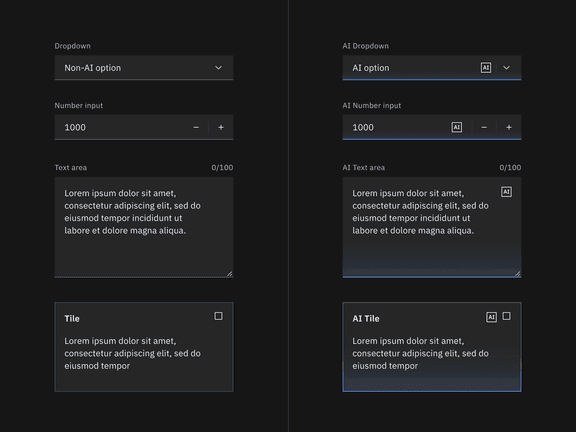 Dropdown
Non-AI option
Number input
1000
Text area 0/100
Lorem ipsum dolor sit amet,
consectetur adipiscing elit, sed do
eiusmod tempor incididunt ut
labore et dolore magna aliqua.
Tile
Lorem ipsum dolor sit amet,
consectetur adipiscing elit, sed do
eiusmod tempor
AI Dropdown
AI option AI
AI Number input
1000 AI
AI Text area 0/100
AI
Lorem ipsum dolor sit amet,
consectetur adipiscing elit, sed do
eiusmod tempor incididunt ut
labore et dolore magna aliqua.
AI Tile AI
Lorem ipsum dolor sit amet,
consectetur adipiscing elit, sed do
eiusmod tempor